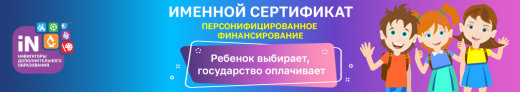 ИМЕННОЙ СЕРТИФИКАТ
ПЕРСОНИФИЦИРОВАННОЕ
ФИНАНСИРОВАНИЕ
Ребенок выбирает,
государство оплачивает
iN
НАВИГАТОРЫ
ДОПОЛНИТЕЛЬНОГО
ОБРАЗОВАНИЯ